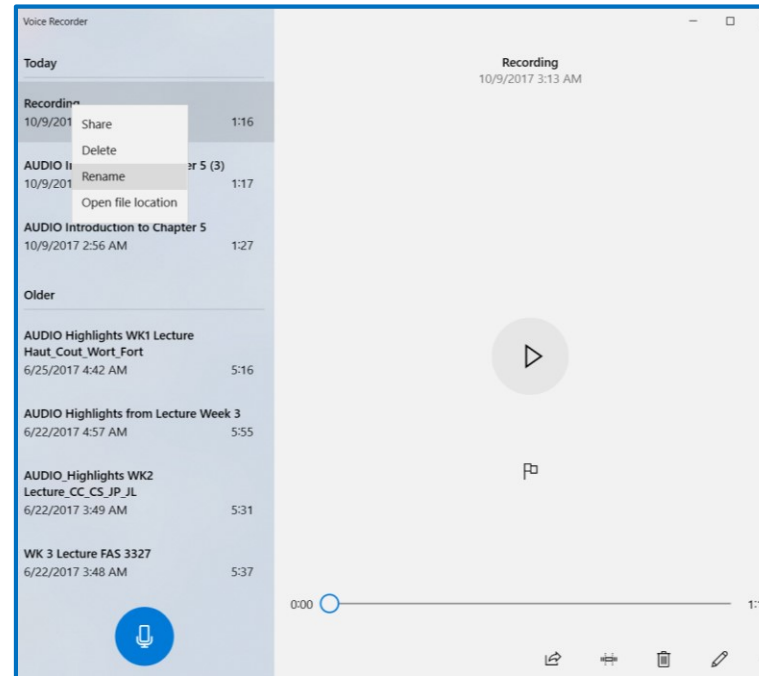 Voice Recorder
Today
Recording
10/9/201
1:16
Share
Delete
Rename
Open file location
AUDIO
er 5 (3)
10/9/201
1:17
AUDIO Introduction to Chapter 5
10/9/2017 2:56 AM
1:27
Older
AUDIO Highlights WK1 Lecture
Haut_Cout_Wort_Fort
6/25/2017 4:42 AM
5:16
AUDIO Highlights from Lecture Week 3
6/22/2017 4:57 AM
5:55
AUDIO_Highlights WK2
Lecture_CC_CS_JP_JL
6/22/2017 3:49 AM
5:31
WK 3 Lecture FAS 3327
6/22/2017 3:48 AM
5:37
Recording
10/9/2017 3:13 AM
0:00